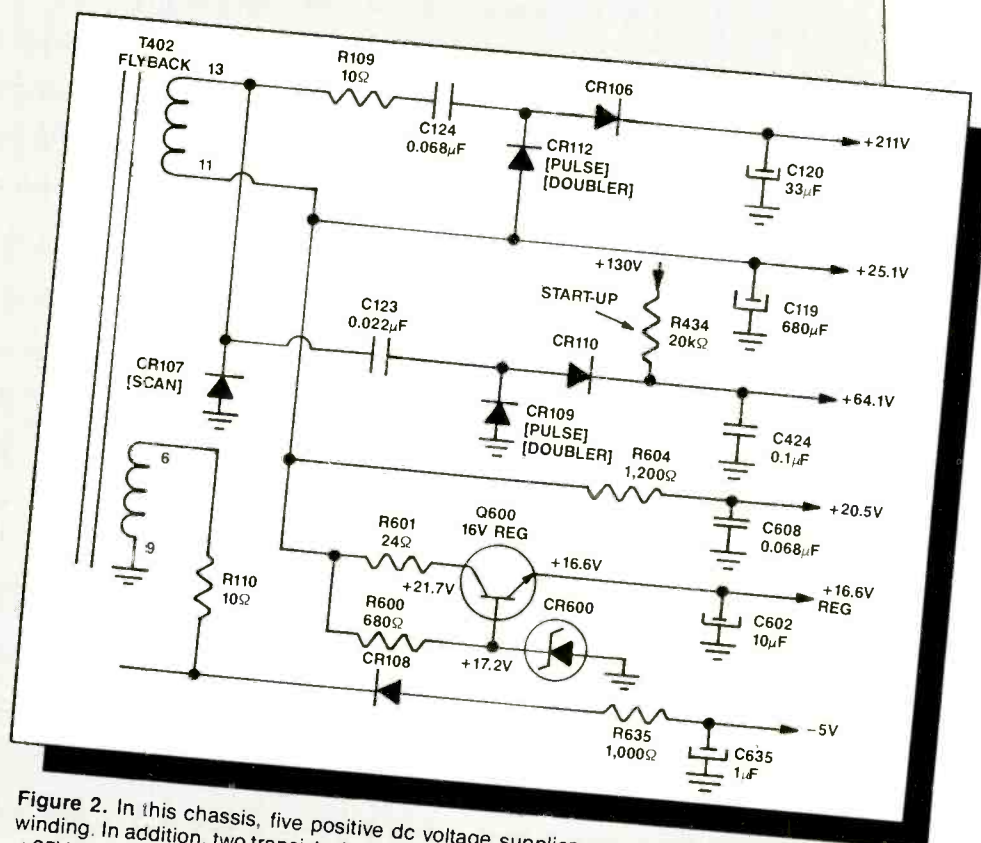 T402
FLYBACK
13
11
R109
10Ω
C124
0.068μF
CR106
CR112
[PULSE]
[DOUBLER]
+211V
C120
33μF
+25.1V
C119
680μF
+130V
START-UP
R434
20kΩ
C123
0.022μF
CR110
CR107
[SCAN]
CR109
[PULSE]
[DOUBLER]
+64.1V
C424
0.1μF
R604
1,200Ω
+20.5V
C608
0.068μF
6
9
R110
10Ω
R601
24Ω
Q600
16V REG
+21.7V
+16.6V
R600
680Ω
CR600
+17.2V
+16.6V
REG
C602
10μF
CR108
R635
1,000Ω
-5V
C635
1μF
Figure 2. In this chassis, five positive dc voltage
winding. In addition, two